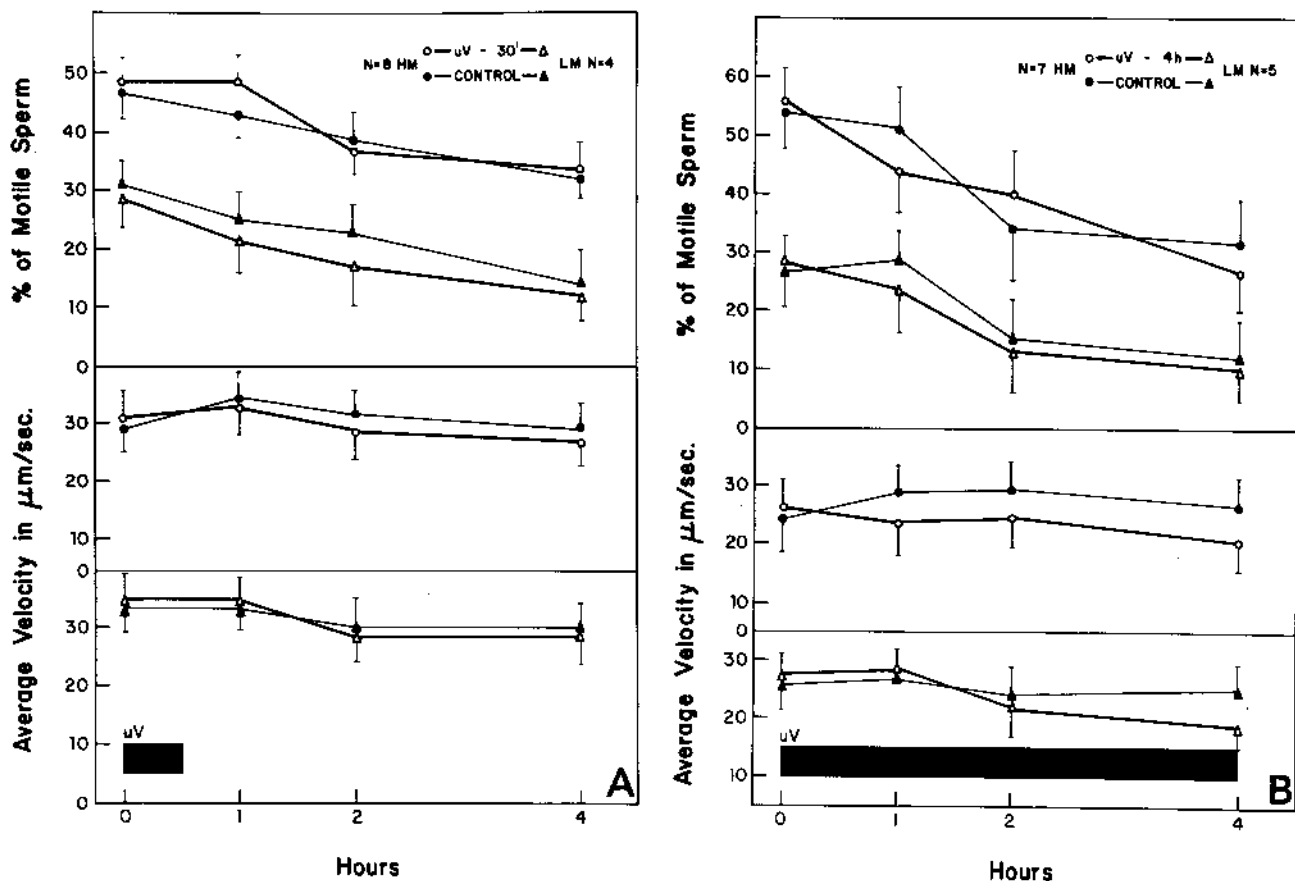 % of Motile Sperm
Average Velocity in µm/sec.
50
40
30
20
10
0
30
20
10
0
30
20
10
0
N=8 HM
uV - 30'
CONTROL
LM N=4
uV
A
0 1 2 4
Hours
% of Motile Sperm
Average Velocity in µm/sec.
60
50
40
30
20
10
0
30
20
10
0
30
20
10
N=7 HM
uV - 4h
CONTROL
LM N=5
uV
B
0 1 2 4
Hours